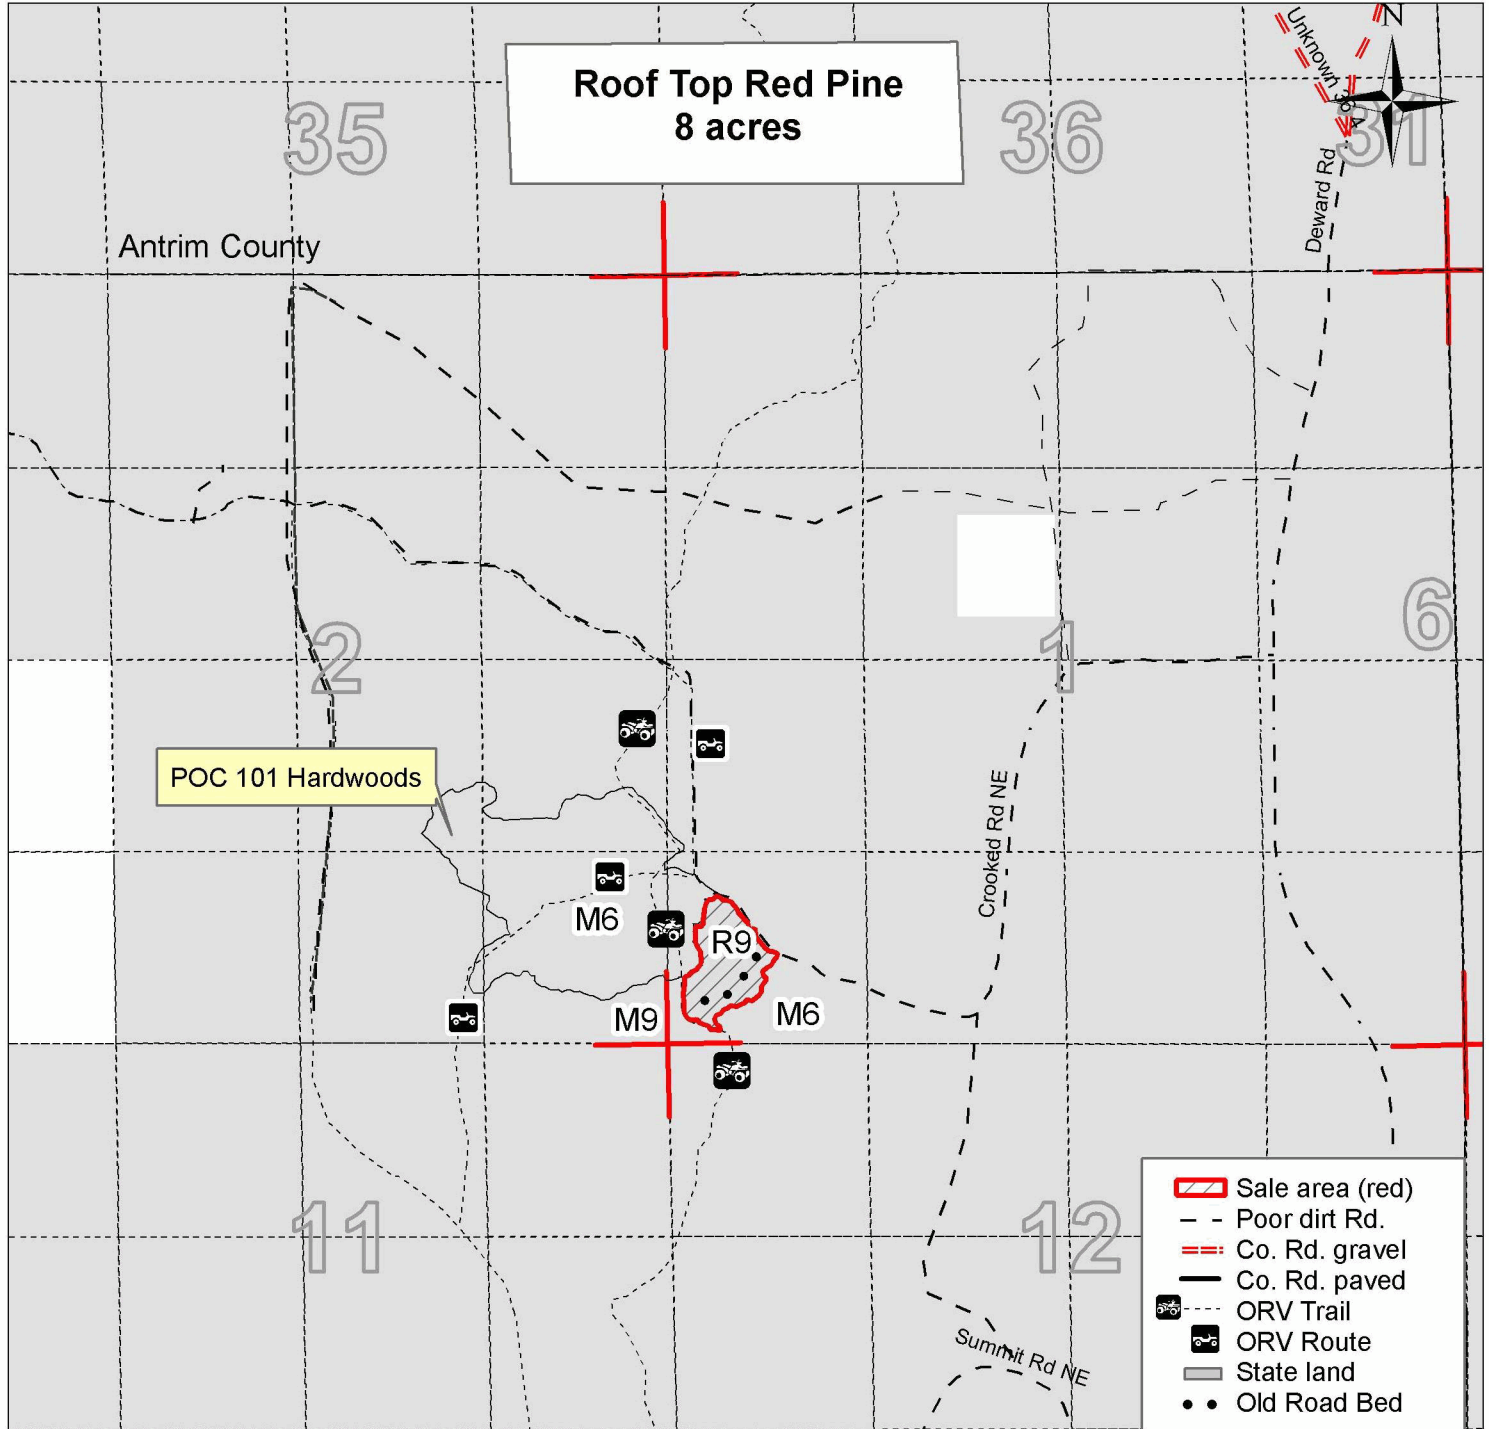 N
Unknown
Roof Top Red Pine
8 acres
35
36
31
Deward Rd
Antrim County
6
2
1
POC 101 Hardwoods
Crooked Rd NE
M6
R9
M9
M6
11
12
Summit Rd NE
Sale area (red)
Poor dirt Rd.
Co. Rd. gravel
Co. Rd. paved
ORV Trail
ORV Route
State land
Old Road Bed